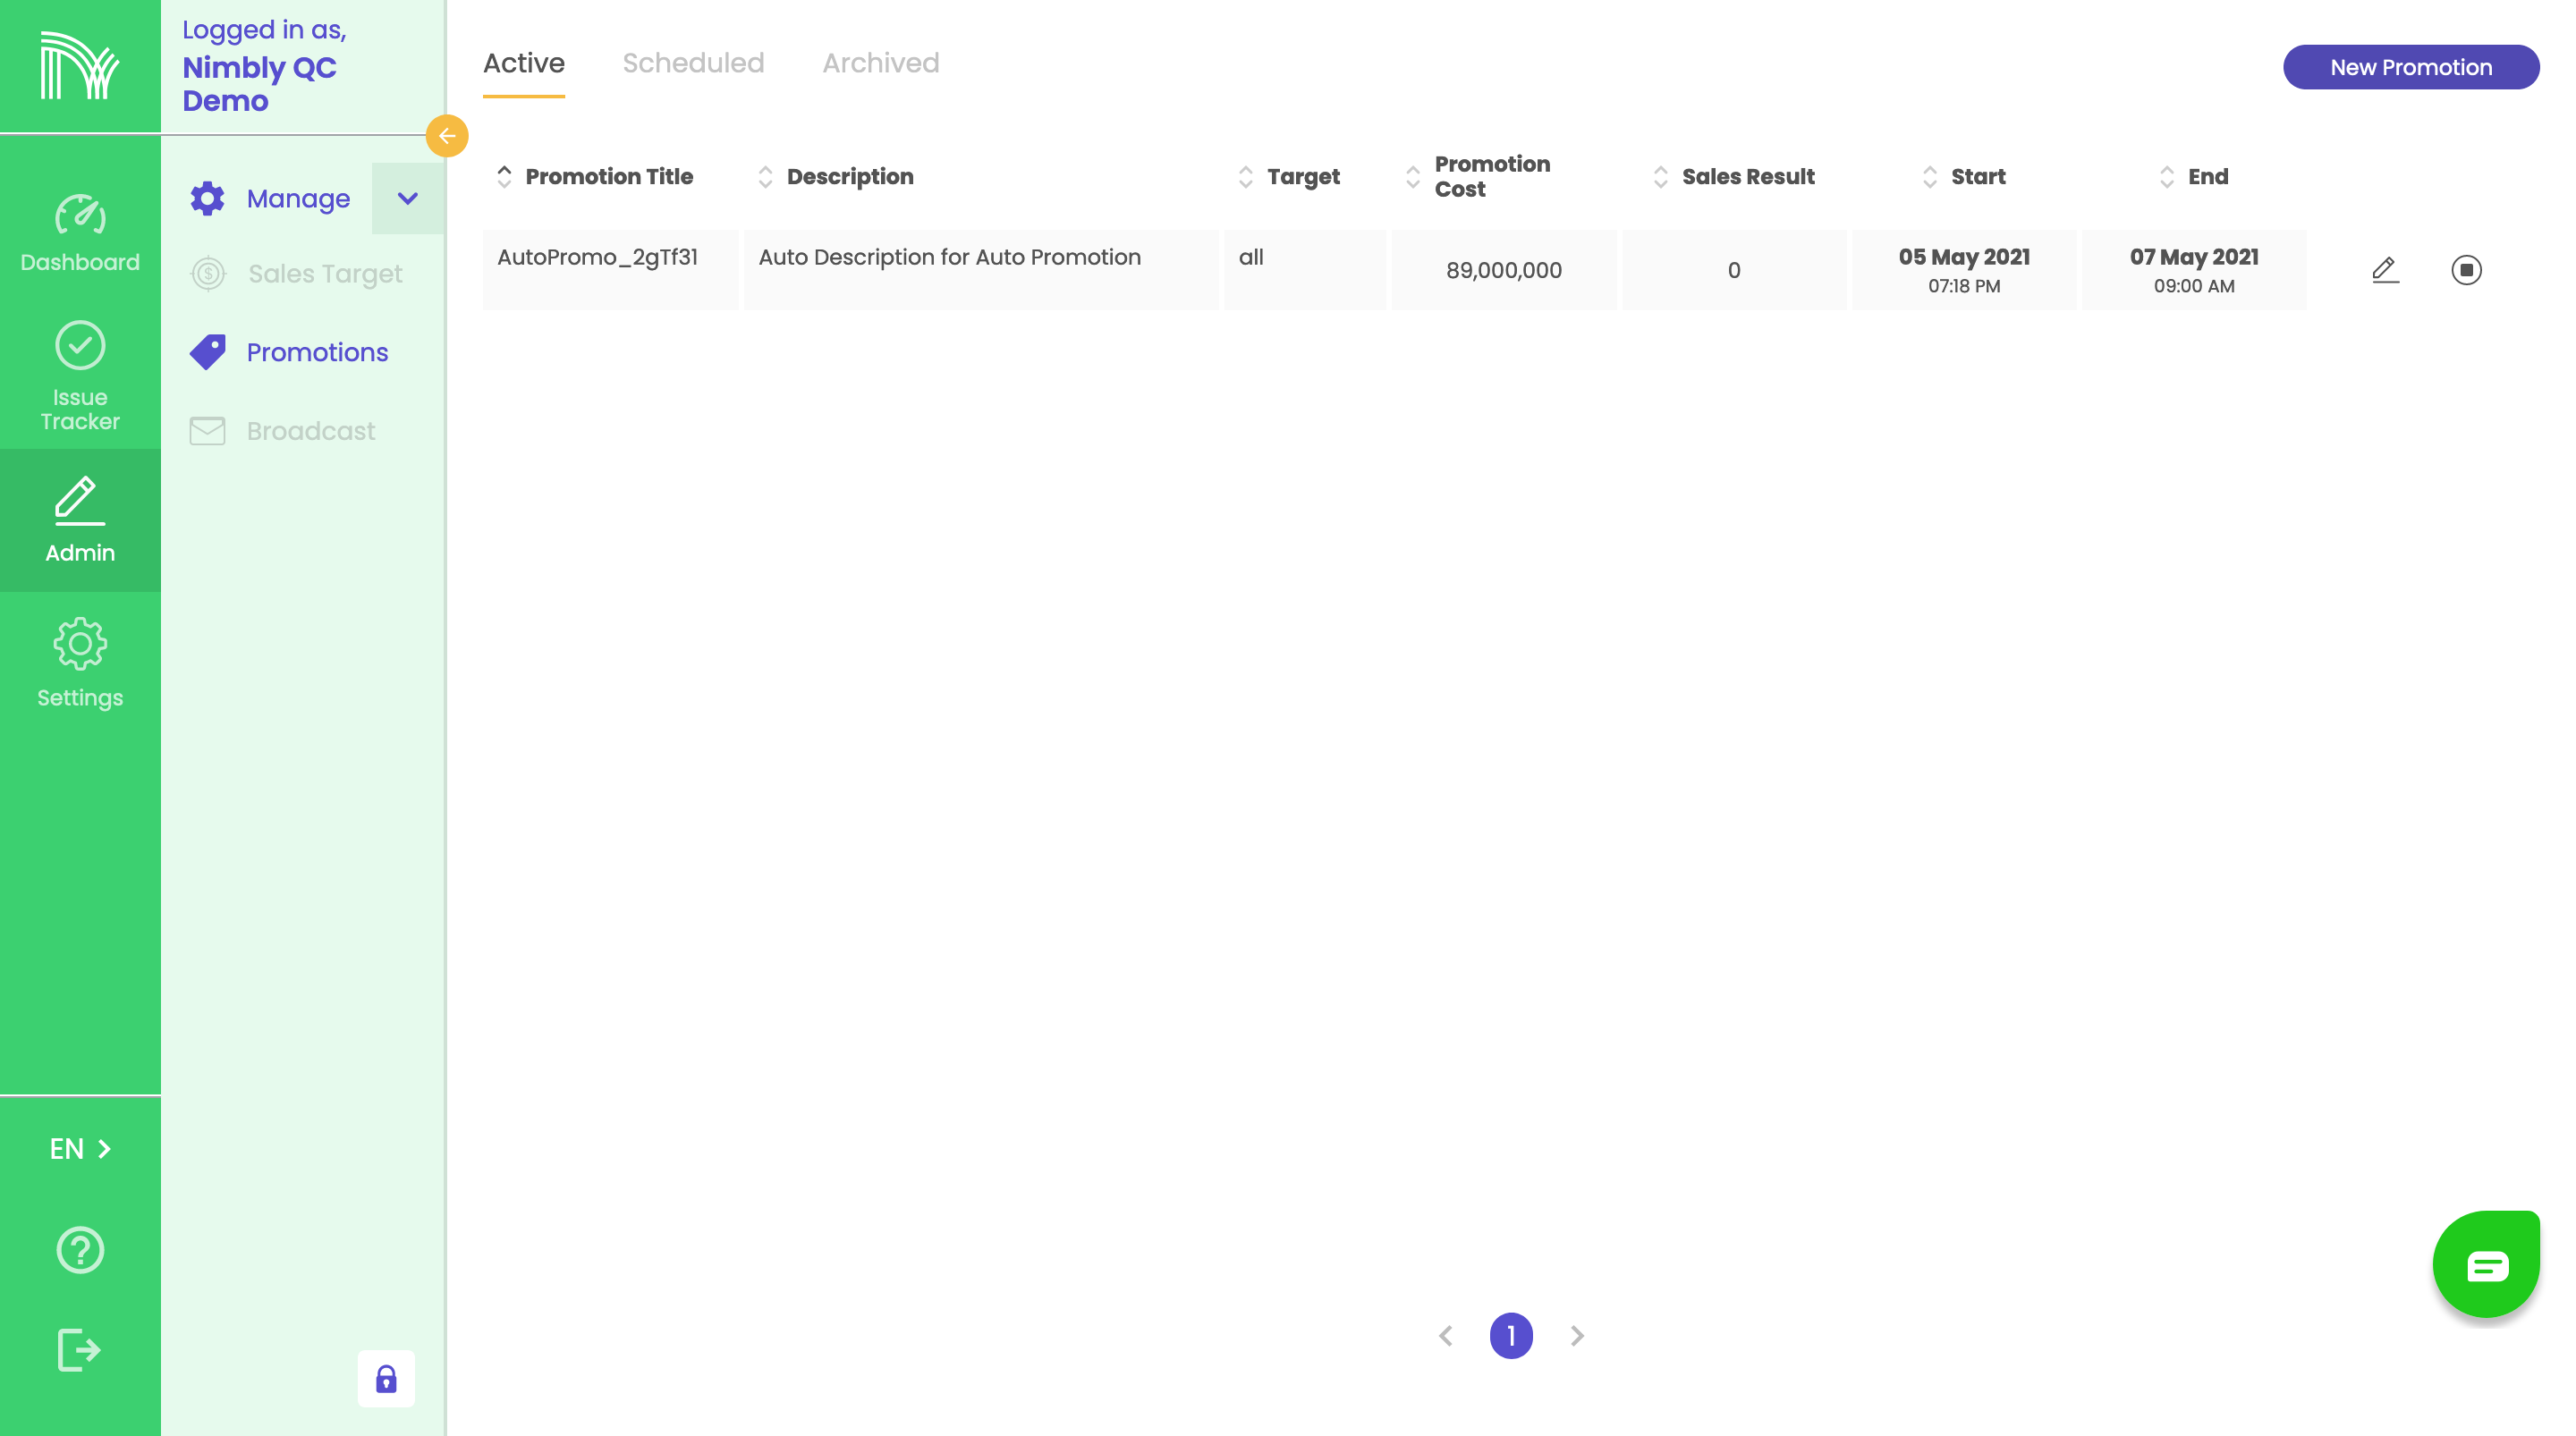 Logged in as,
Nimbly QC
Demo
Dashboard
Issue
Tracker
Admin
Settings
EN
Manage
Sales Target
Promotions
Broadcast
Active Scheduled Archived
New Promotion
Promotion Title Description Target Promotion Cost Sales Result Start End
AutoPromo_2gTf31 Auto Description for Auto Promotion all 89,000,000 0 05 May 2021 07 May 2021
07:18 PM 09:00 AM
1